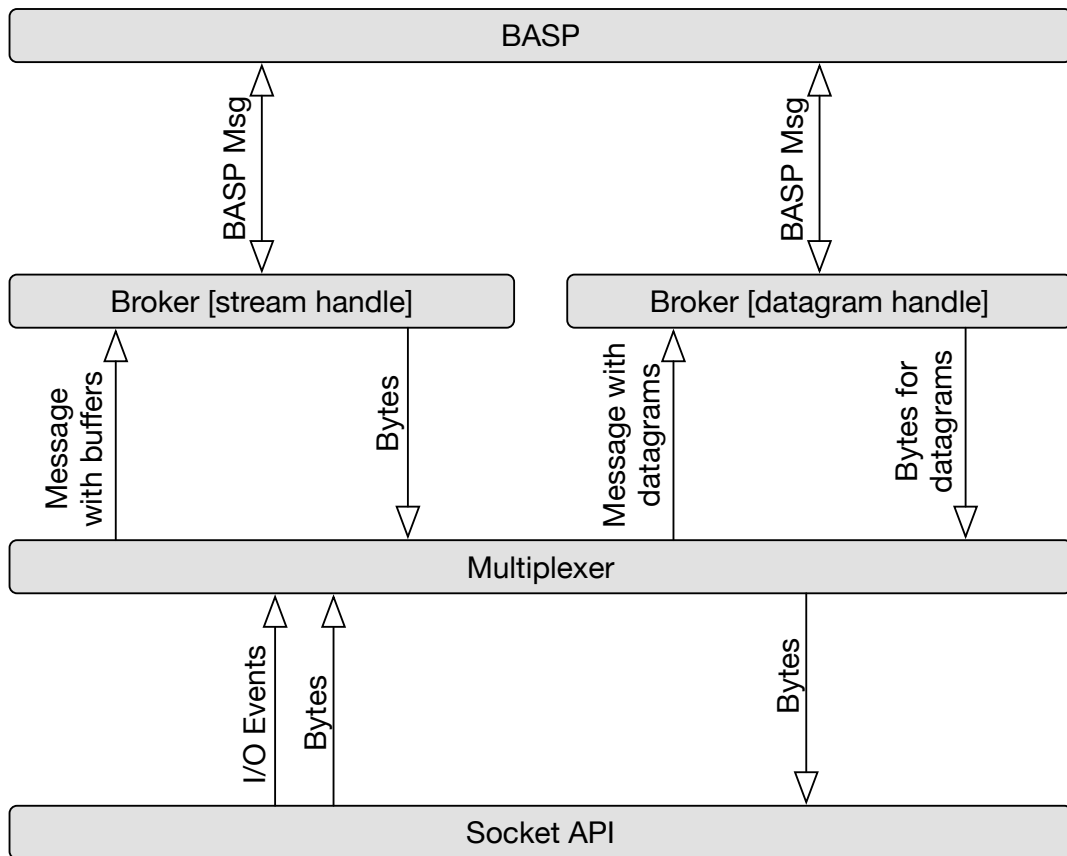 BASP
BASP Msg
BASP Msg
Broker [stream handle]
Broker [datagram handle]
Message
with buffers
Bytes
Message with
datagrams
Bytes for
datagrams
Multiplexer
I/O Events
Bytes
Bytes
Socket API